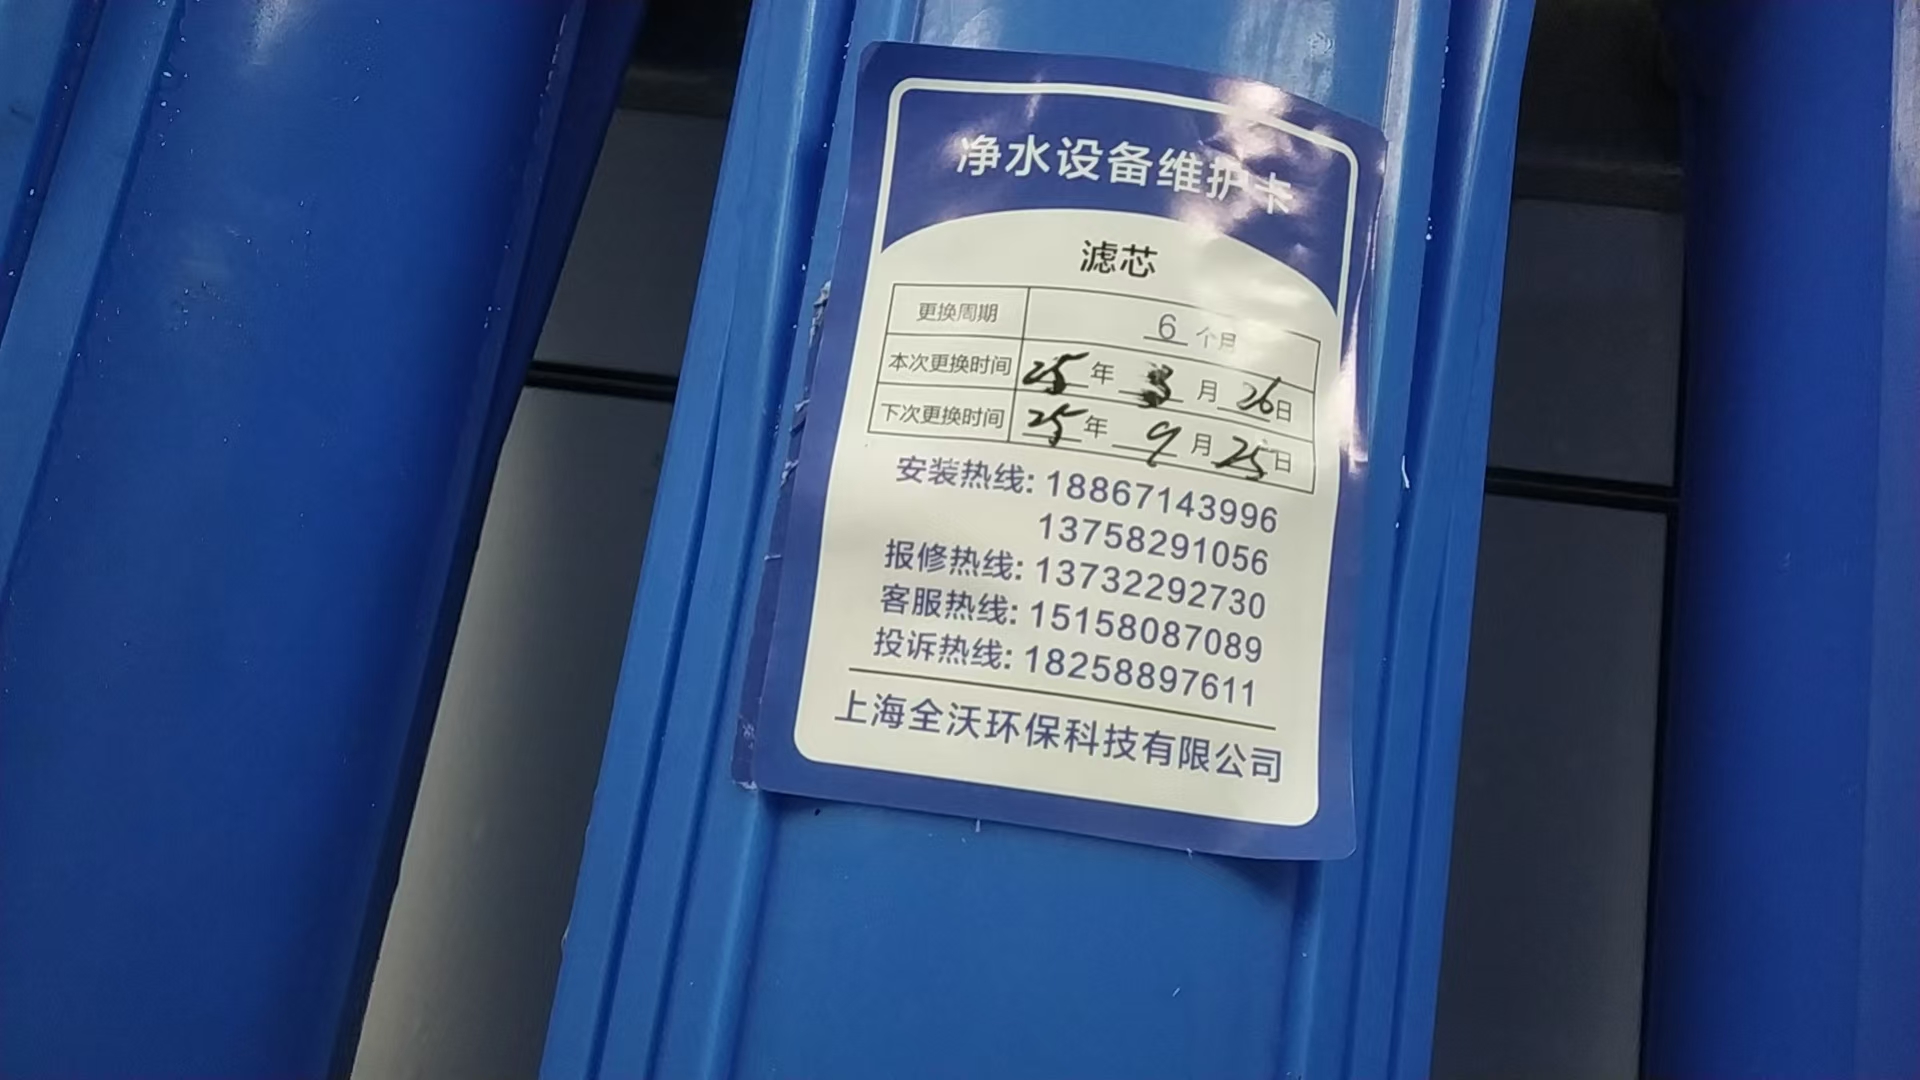 净水设备维护卡
滤芯
更换周期 6 个月
本次更换时间 25 年 3 月 26 日
下次更换时间 25 年 9 月 25 日
安装热线: 18867143996
13758291056
报修热线: 13732292730
客服热线: 15158087089
投诉热线: 18258897611
上海全沃环保科技有限公司